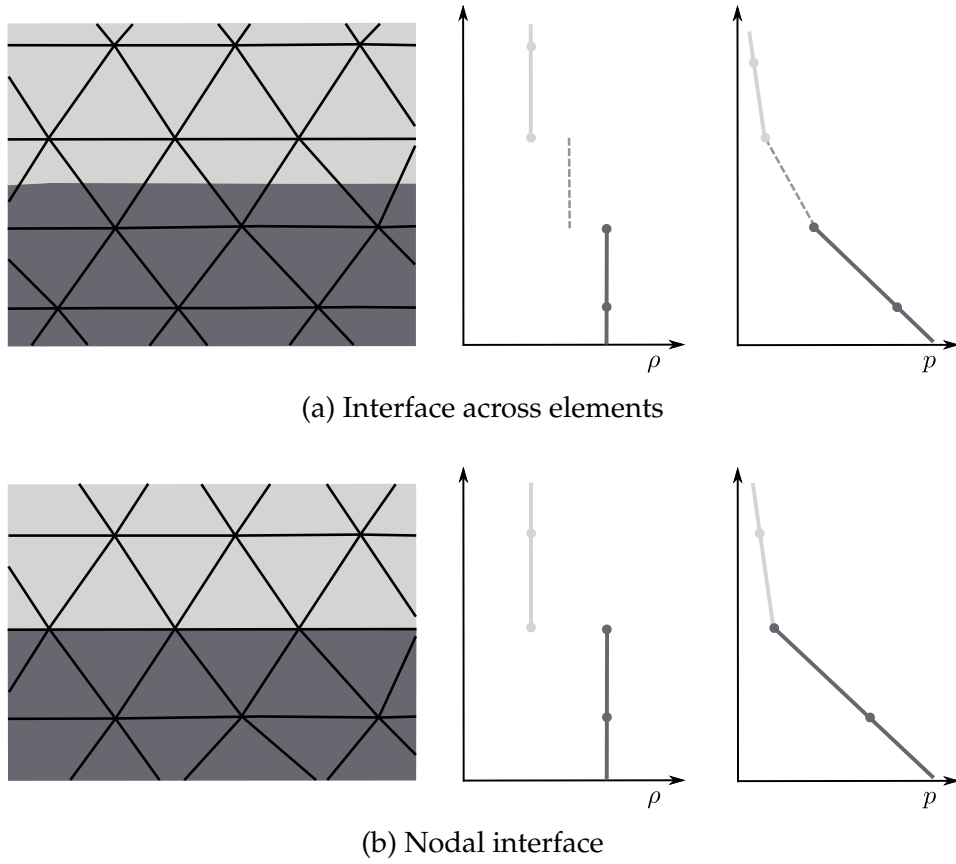 ρ
p
(a) Interface across elements
ρ
p
(b) Nodal interface